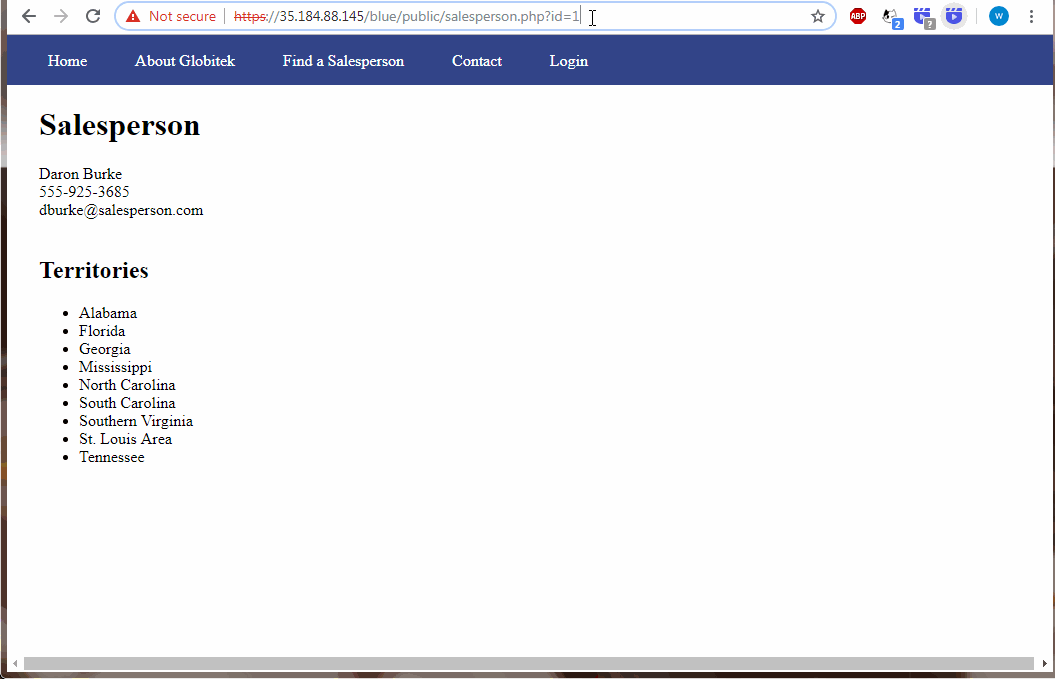 Not secure https://35.184.88.145/blue/public/salesperson.php?id=1 ABP 2 ? W
Home About Globitek Find a Salesperson Contact Login
Salesperson
Daron Burke
555-925-3685
dburke@salesperson.com
Territories
• Alabama
• Florida
• Georgia
• Mississippi
• North Carolina
• South Carolina
• Southern Virginia
• St. Louis Area
• Tennessee